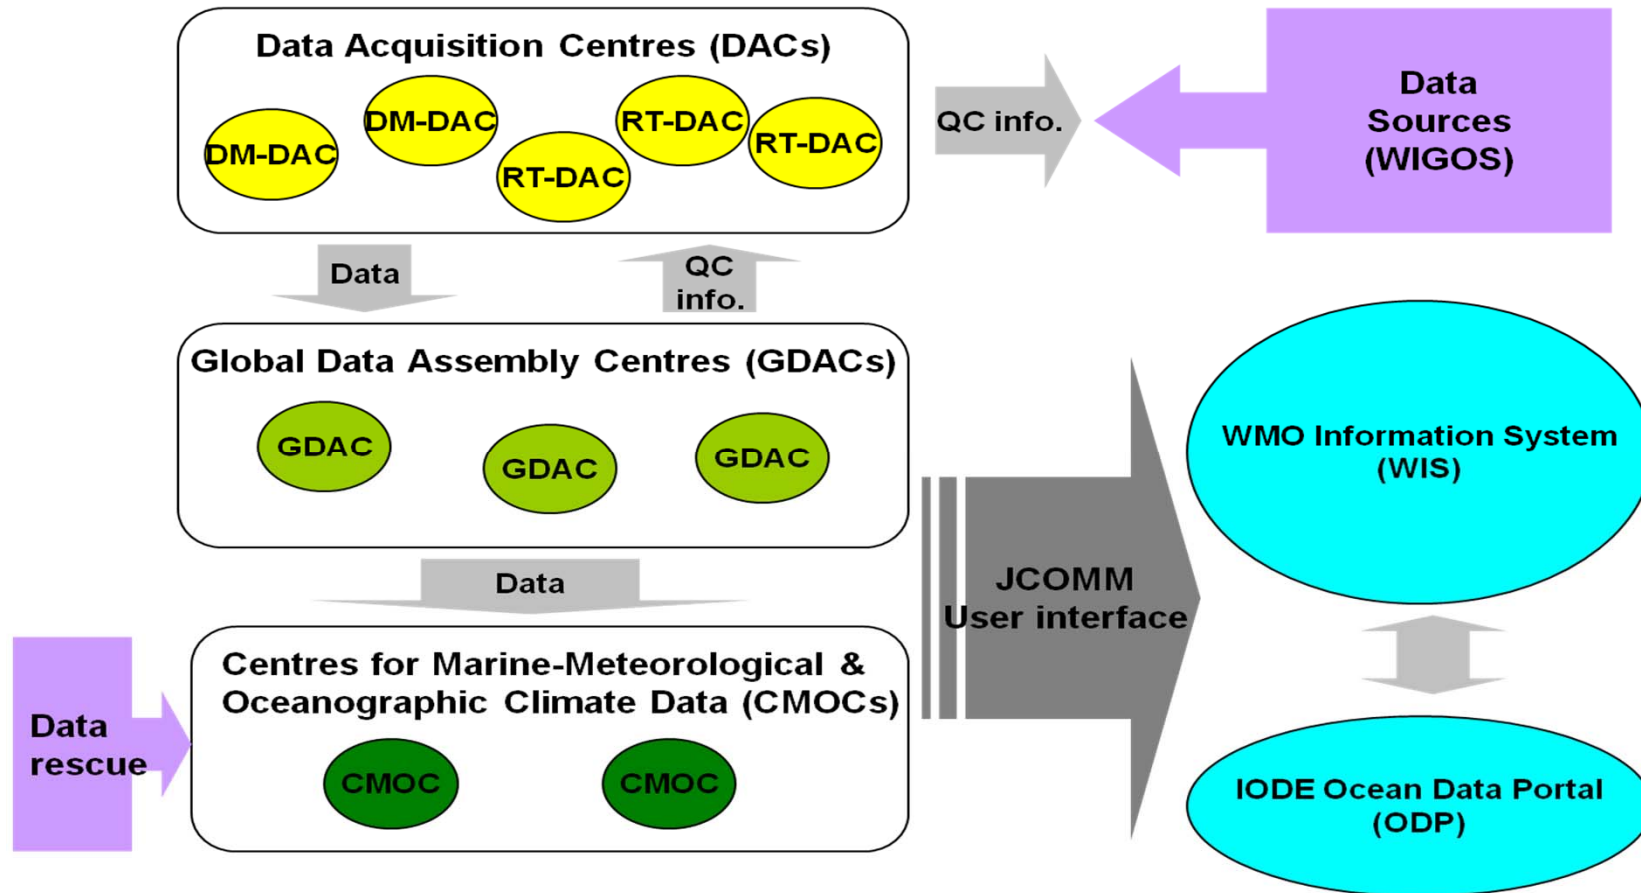 Data Acquisition Centres (DACs)
DM-DAC
DM-DAC
RT-DAC
RT-DAC
RT-DAC
QC info.
Data
Sources
(WIGOS)
Data
QC
info.
Global Data Assembly Centres (GDACs)
GDAC
GDAC
GDAC
Data
Centres for Marine-Meteorological &
Oceanographic Climate Data (CMOCs)
CMOC
CMOC
Data
rescue
JCOMM
User interface
WMO Information System
(WIS)
IODE Ocean Data Portal
(ODP)